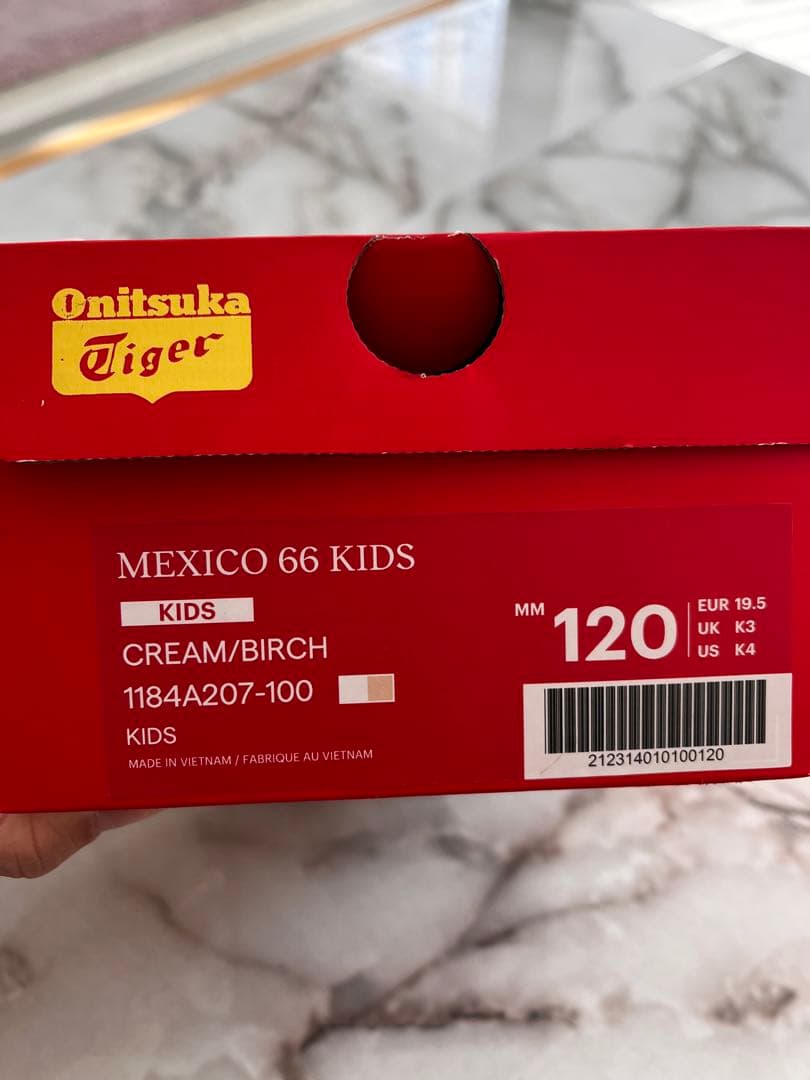 Onitsuka
Tiger
MEXICO 66 KIDS
KIDS
CREAM/BIRCH
1184A207-100
KIDS
MADE IN VIETNAM / FABRIQUE AU VIETNAM
MM 120
EUR 19.5
UK K3
US K4
212314010100120